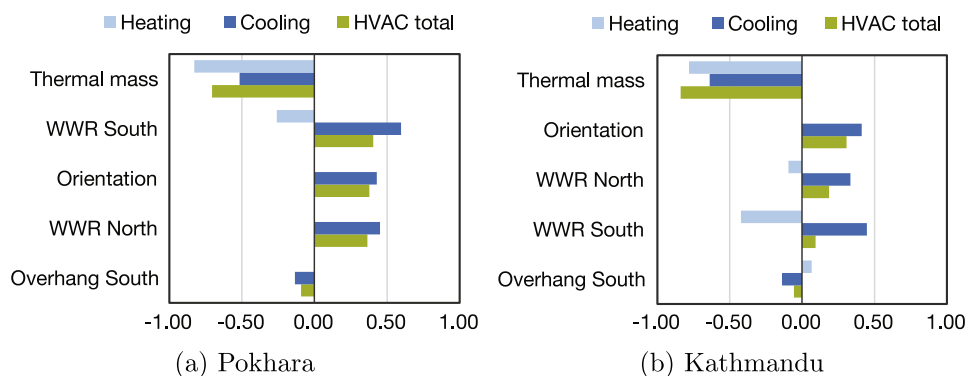 Heating Cooling HVAC total
Thermal mass
WWR South
Orientation
WWR North
Overhang South
-1.00 -0.50 0.00 0.50 1.00
(a) Pokhara
Heating Cooling HVAC total
Thermal mass
Orientation
WWR North
WWR South
Overhang South
-1.00 -0.50 0.00 0.50 1.00
(b) Kathmandu